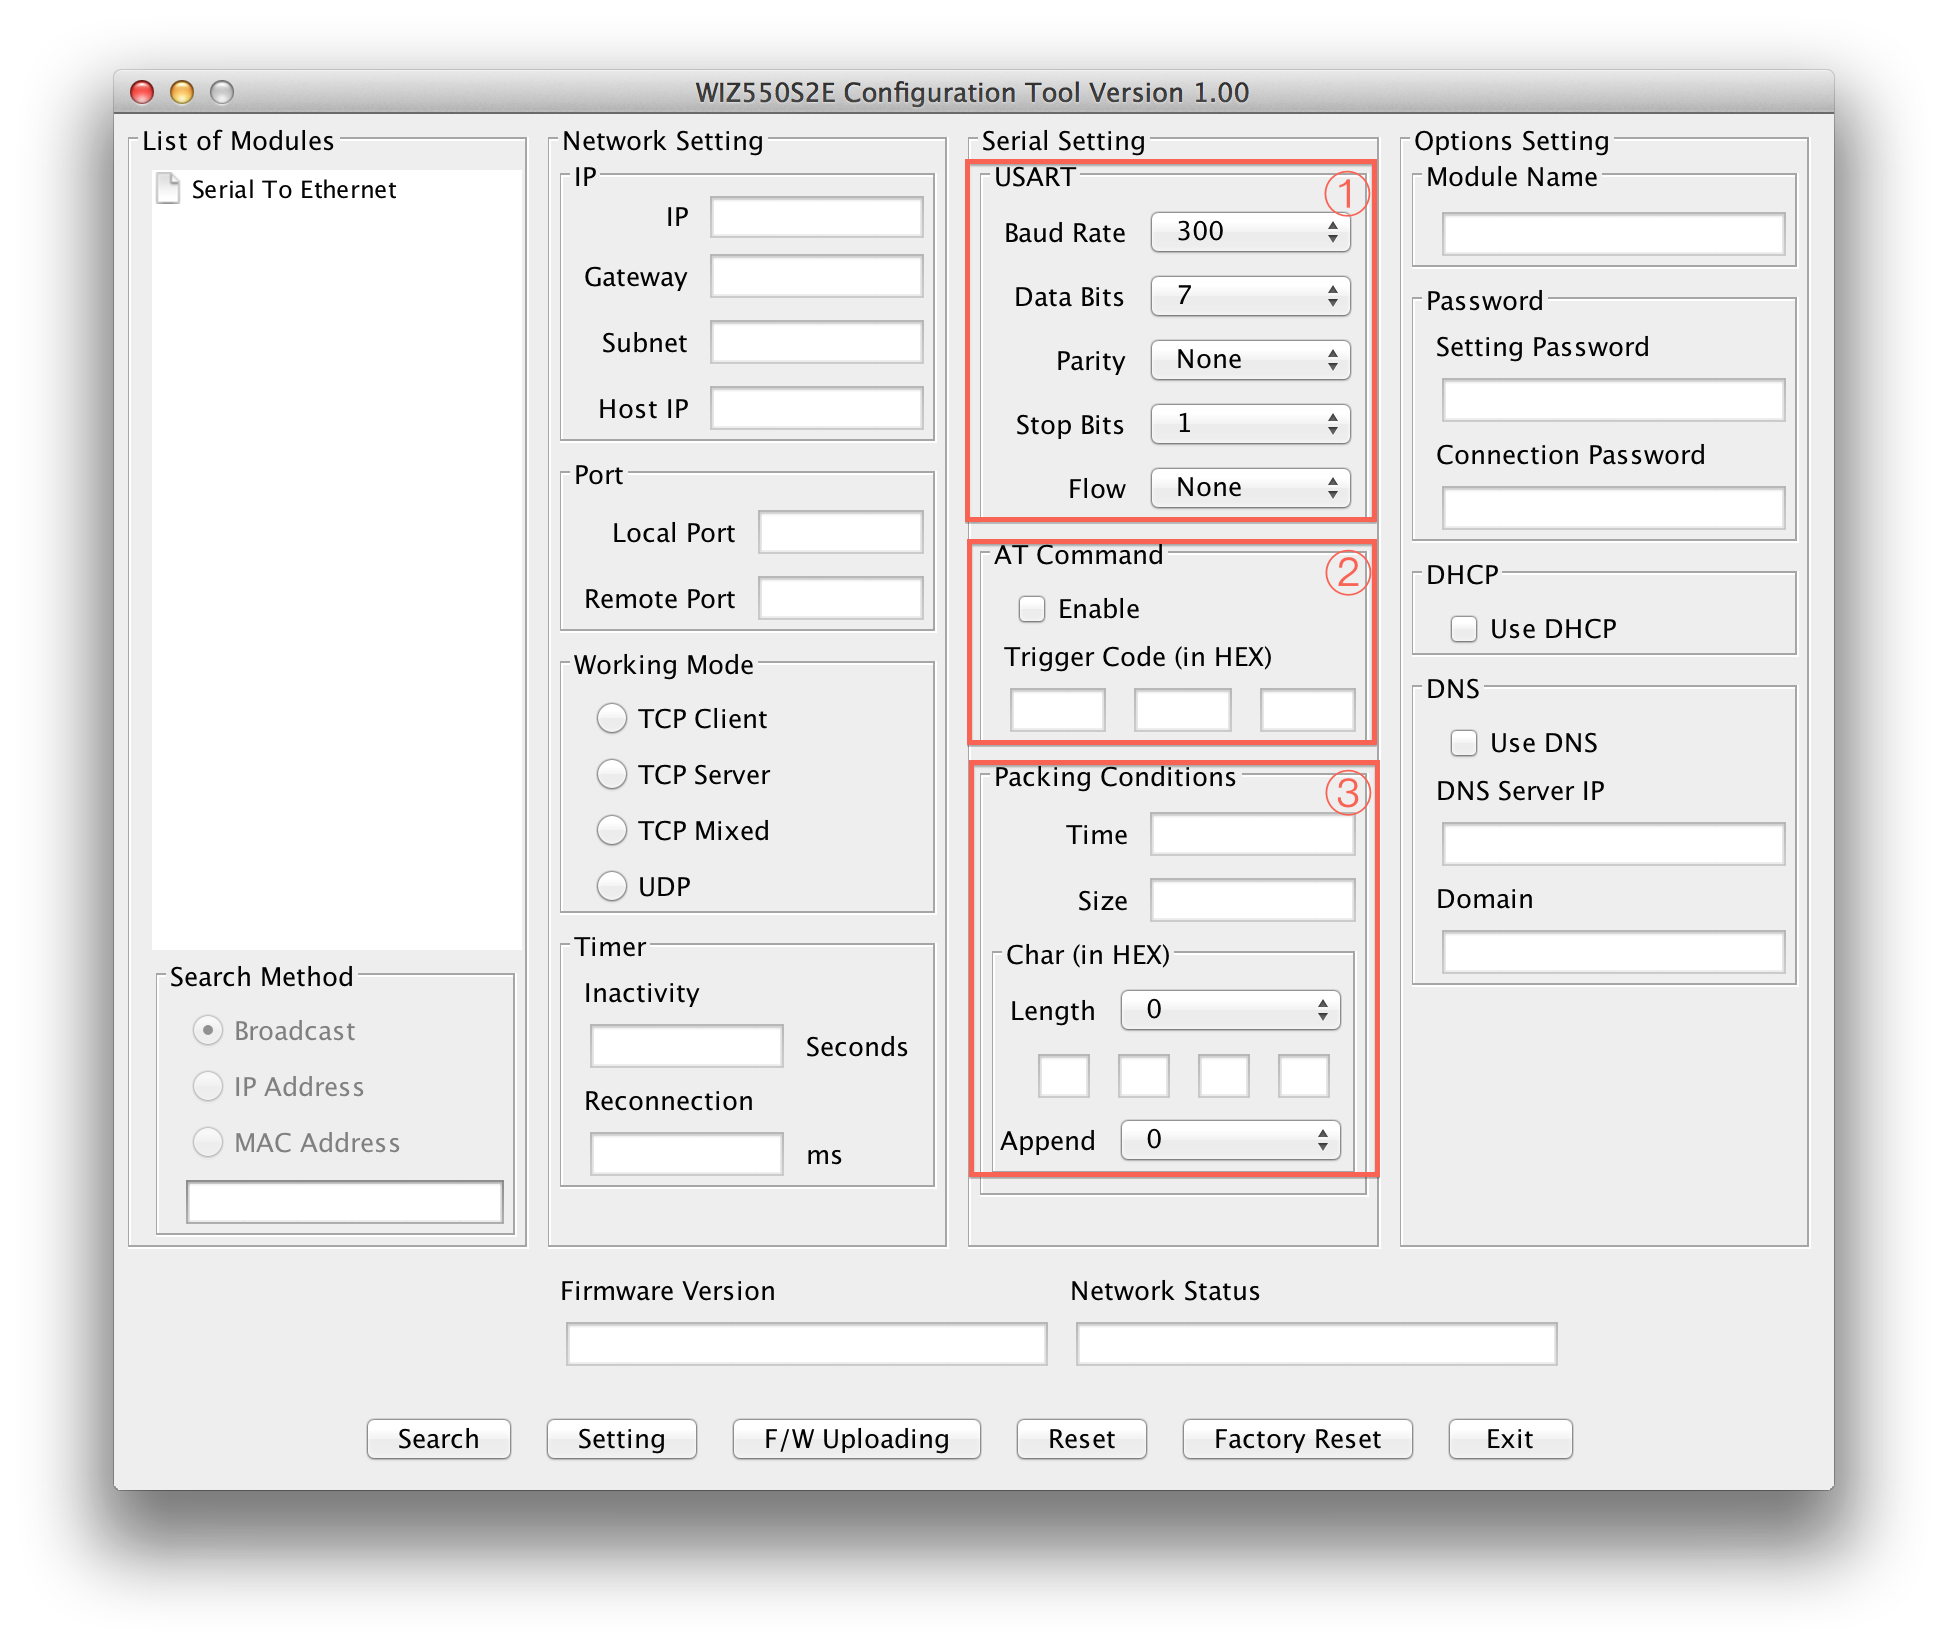 WIZ550S2E Configuration Tool Version 1.00
List of Modules
Serial To Ethernet
Search Method
Broadcast
IP Address
MAC Address
Network Setting
IP
IP
Gateway
Subnet
Host IP
Port
Local Port
Remote Port
Working Mode
TCP Client
TCP Server
TCP Mixed
UDP
Timer
Inactivity
Seconds
Reconnection
ms
Serial Setting
USART ①
Baud Rate 300
Data Bits 7
Parity None
Stop Bits 1
Flow None
AT Command ②
Enable
Trigger Code (in HEX)
Packing Conditions ③
Time
Size
Char (in HEX)
Length 0
Append 0
Options Setting
Module Name
Password
Setting Password
Connection Password
DHCP
Use DHCP
DNS
Use DNS
DNS Server IP
Domain
Firmware Version
Network Status
Search Setting F/W Uploading Reset Factory Reset Exit